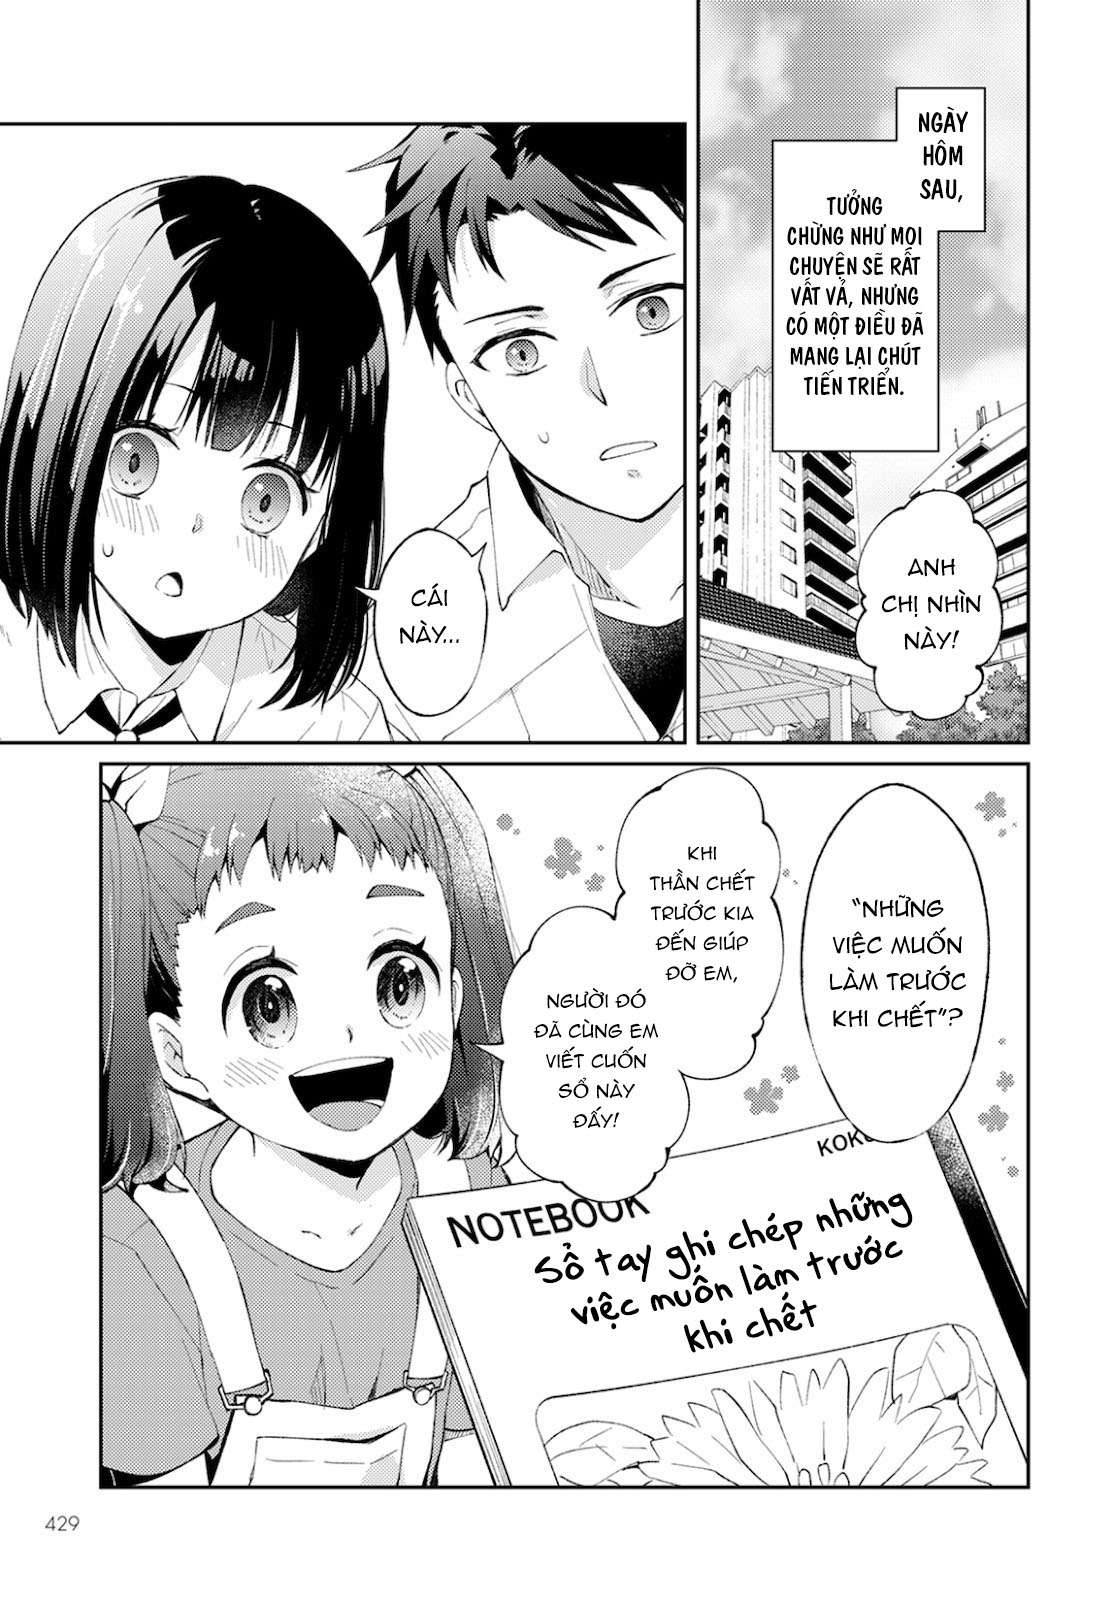 NGÀY
HÔM
SAU,
TƯỞNG
CHỪNG NHƯ MỌI
CHUYỆN SẼ RẤT
VẤT VẢ, NHƯNG
CÓ MỘT ĐIỀU ĐÃ
MANG LẠI CHÚT
TIẾN TRIỂN.
ANH
CHỊ NHÌN
NÀY!
CÁI
NÀY...
"NHỮNG
VIỆC MUỐN
LÀM TRƯỚC
KHI CHẾT"?
KHI
THẦN CHẾT
TRƯỚC KIA
ĐẾN GIÚP
ĐỠ EM,
NGƯỜI ĐÓ
ĐÃ CÙNG EM
VIẾT CUỐN
SỔ NÀY
ĐẤY!
NOTEBOOK
Sổ tay ghi chép những
việc muốn làm trước
khi chết
429